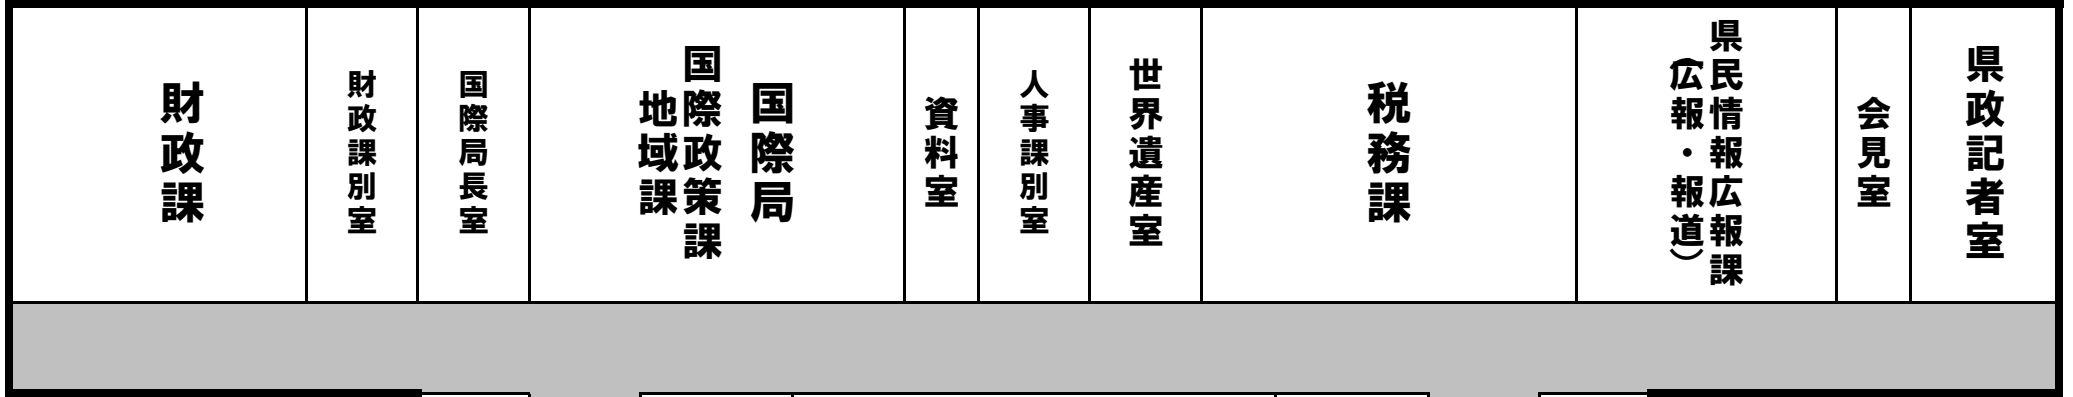 財政課
財政課別室
国際局長室
国際局
国際政策課
地域課
資料室
人事課別室
世界遺産室
税務課
県民情報広報課
（広報・報道）
会見室
県政記者室